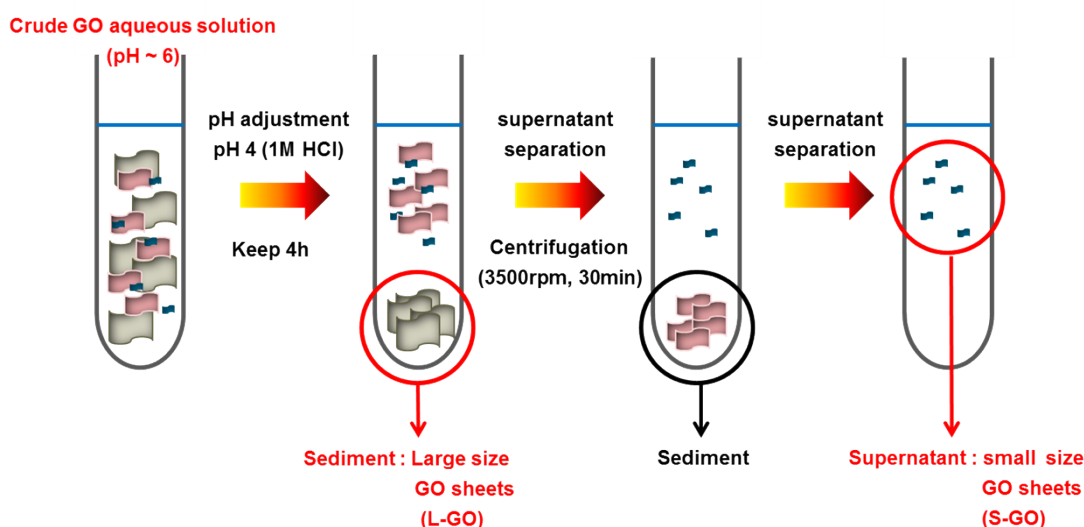 Crude GO aqueous solution
(pH ~ 6)
pH adjustment
pH 4 (1M HCl)
Keep 4h
supernatant
separation
Centrifugation
(3500rpm, 30min)
supernatant
separation
Sediment : Large size
GO sheets
(L-GO)
Sediment
Supernatant : small size
GO sheets
(S-GO)